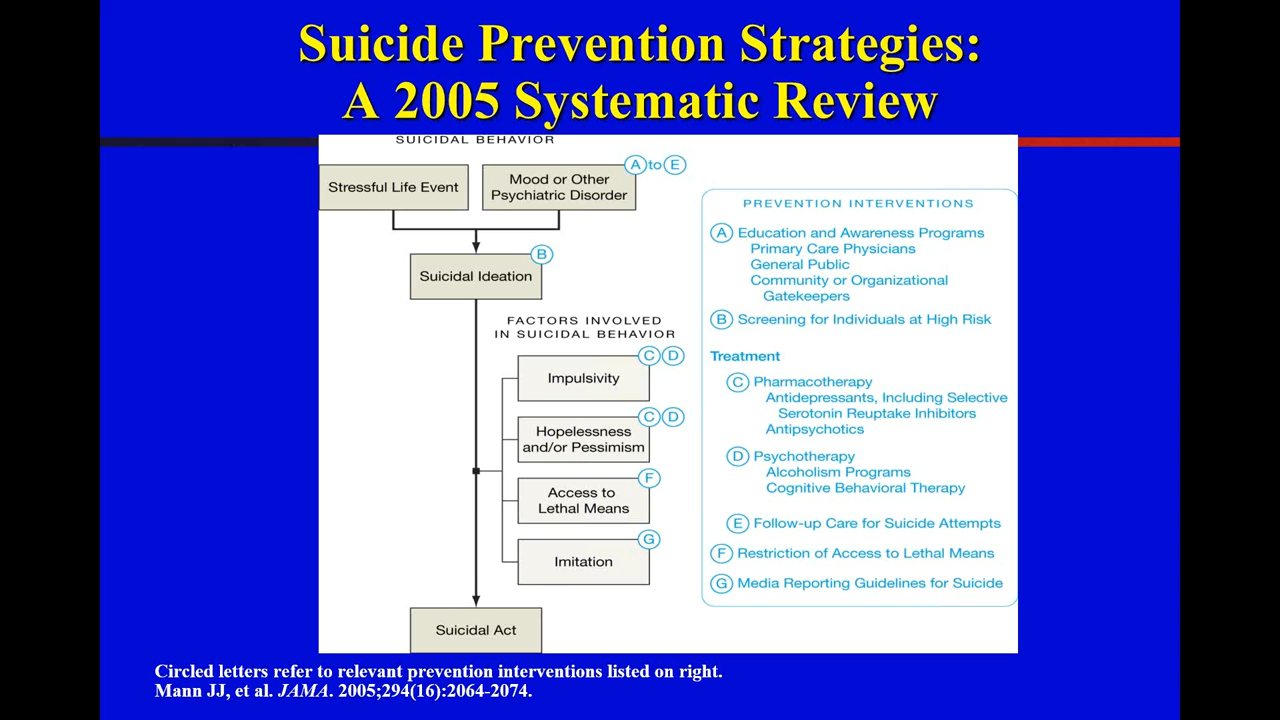 Suicide Prevention Strategies:
A 2005 Systematic Review
SUICIDAL BEHAVIOR
Stressful Life Event
Mood or Other
Psychiatric Disorder
A to E
Suicidal Ideation
B
FACTORS INVOLVED
IN SUICIDAL BEHAVIOR
C D
Impulsivity
C D
Hopelessness
and/or Pessimism
F
Access to
Lethal Means
G
Imitation
Suicidal Act
PREVENTION INTERVENTIONS
A Education and Awareness Programs
Primary Care Physicians
General Public
Community or Organizational
Gatekeepers
B Screening for Individuals at High Risk
Treatment
C Pharmacotherapy
Antidepressants, Including Selective
Serotonin Reuptake Inhibitors
Antipsychotics
D Psychotherapy
Alcoholism Programs
Cognitive Behavioral Therapy
E Follow-up Care for Suicide Attempts
F Restriction of Access to Lethal Means
G Media Reporting Guidelines for Suicide
Circled letters refer to relevant prevention interventions listed on right.
Mann JJ, et al. JAMA. 2005;294(16):2064-2074.